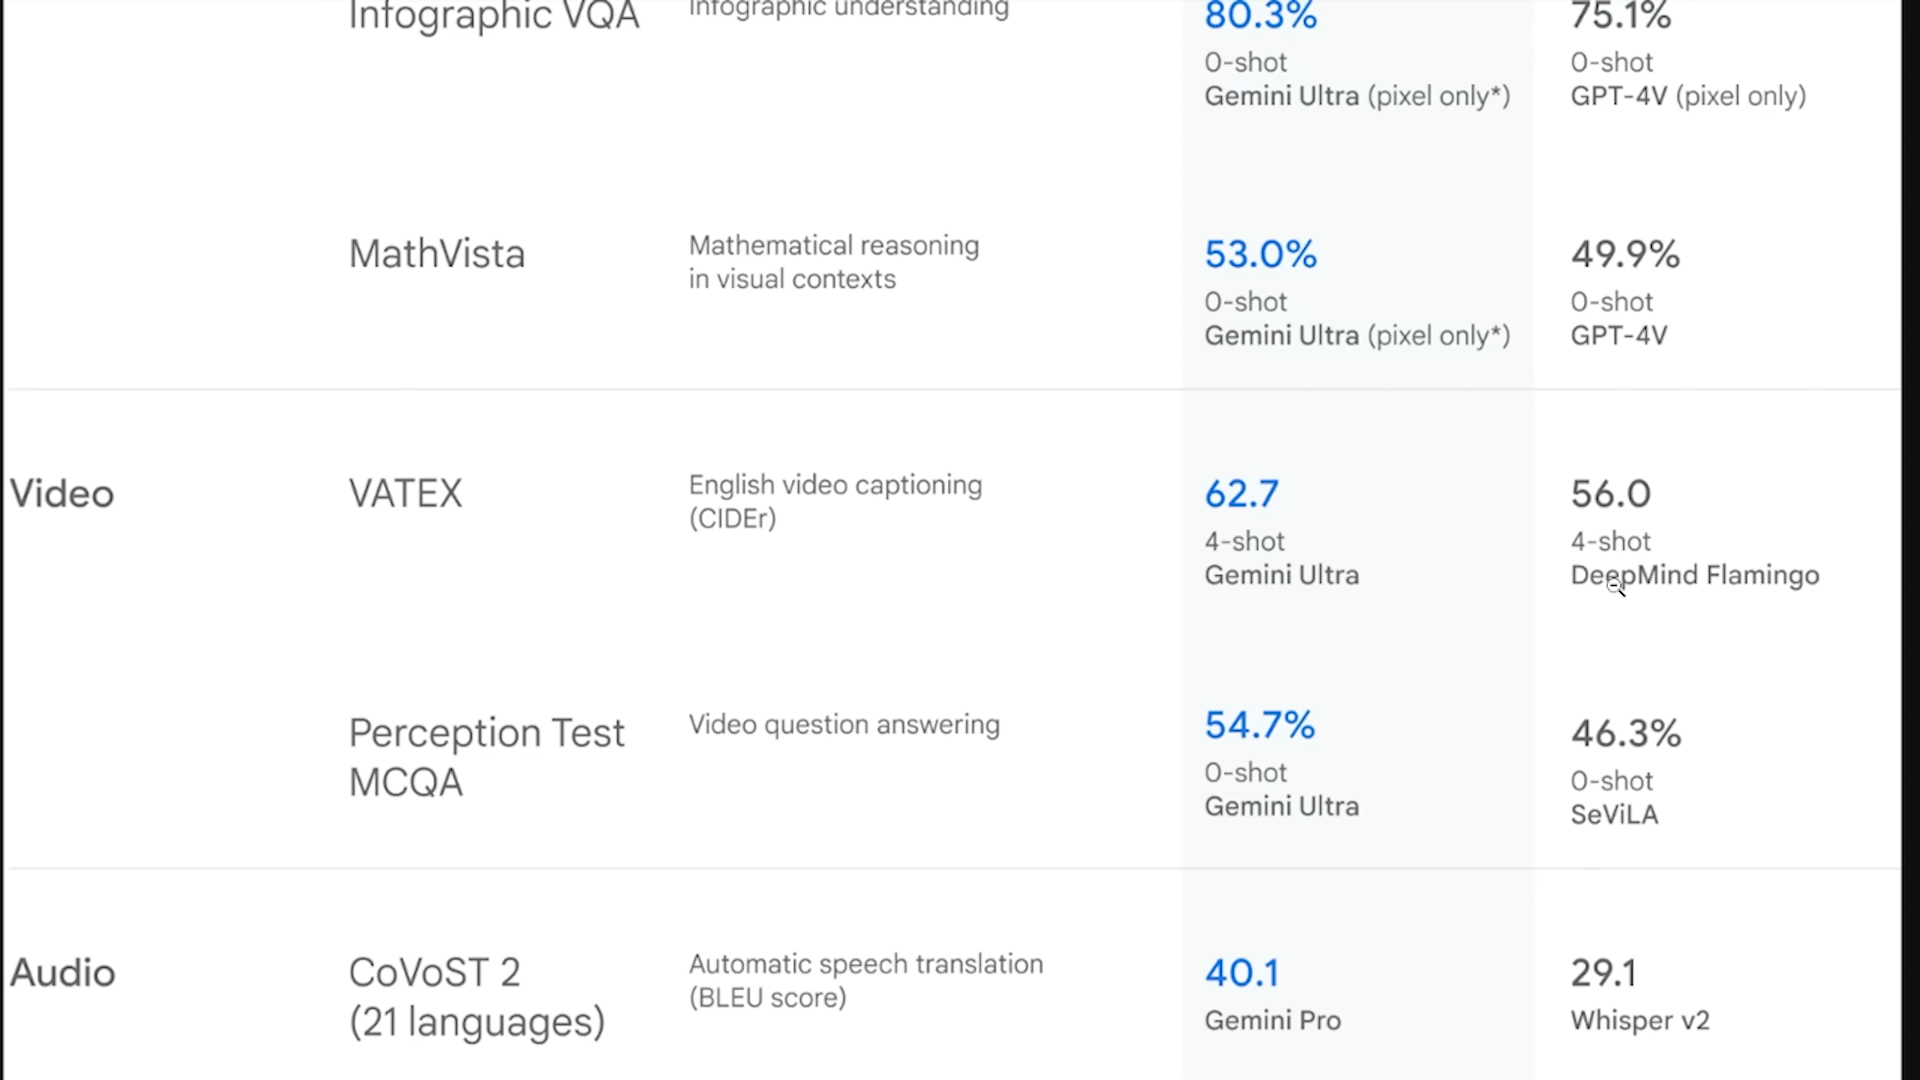 Infographic VQA
Infographic understanding
80.3%
0-shot
Gemini Ultra (pixel only*)
75.1%
0-shot
GPT-4V (pixel only)
MathVista
Mathematical reasoning
in visual contexts
53.0%
0-shot
Gemini Ultra (pixel only*)
49.9%
0-shot
GPT-4V
Video
VATEX
English video captioning
(CIDEr)
62.7
4-shot
Gemini Ultra
56.0
4-shot
DeepMind Flamingo
Perception Test
MCQA
Video question answering
54.7%
0-shot
Gemini Ultra
46.3%
0-shot
SeViLA
Audio
CoVoST 2
(21 languages)
Automatic speech translation
(BLEU score)
40.1
Gemini Pro
29.1
Whisper v2